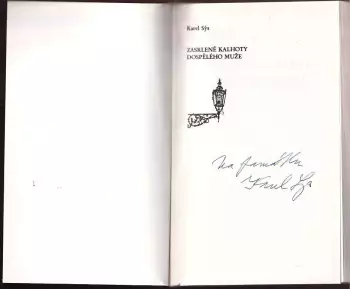 Karel Sýs
ZASKLENÉ KALHOTY
DOSPĚLÉHO MUŽE
Na památku
Karel Sýs